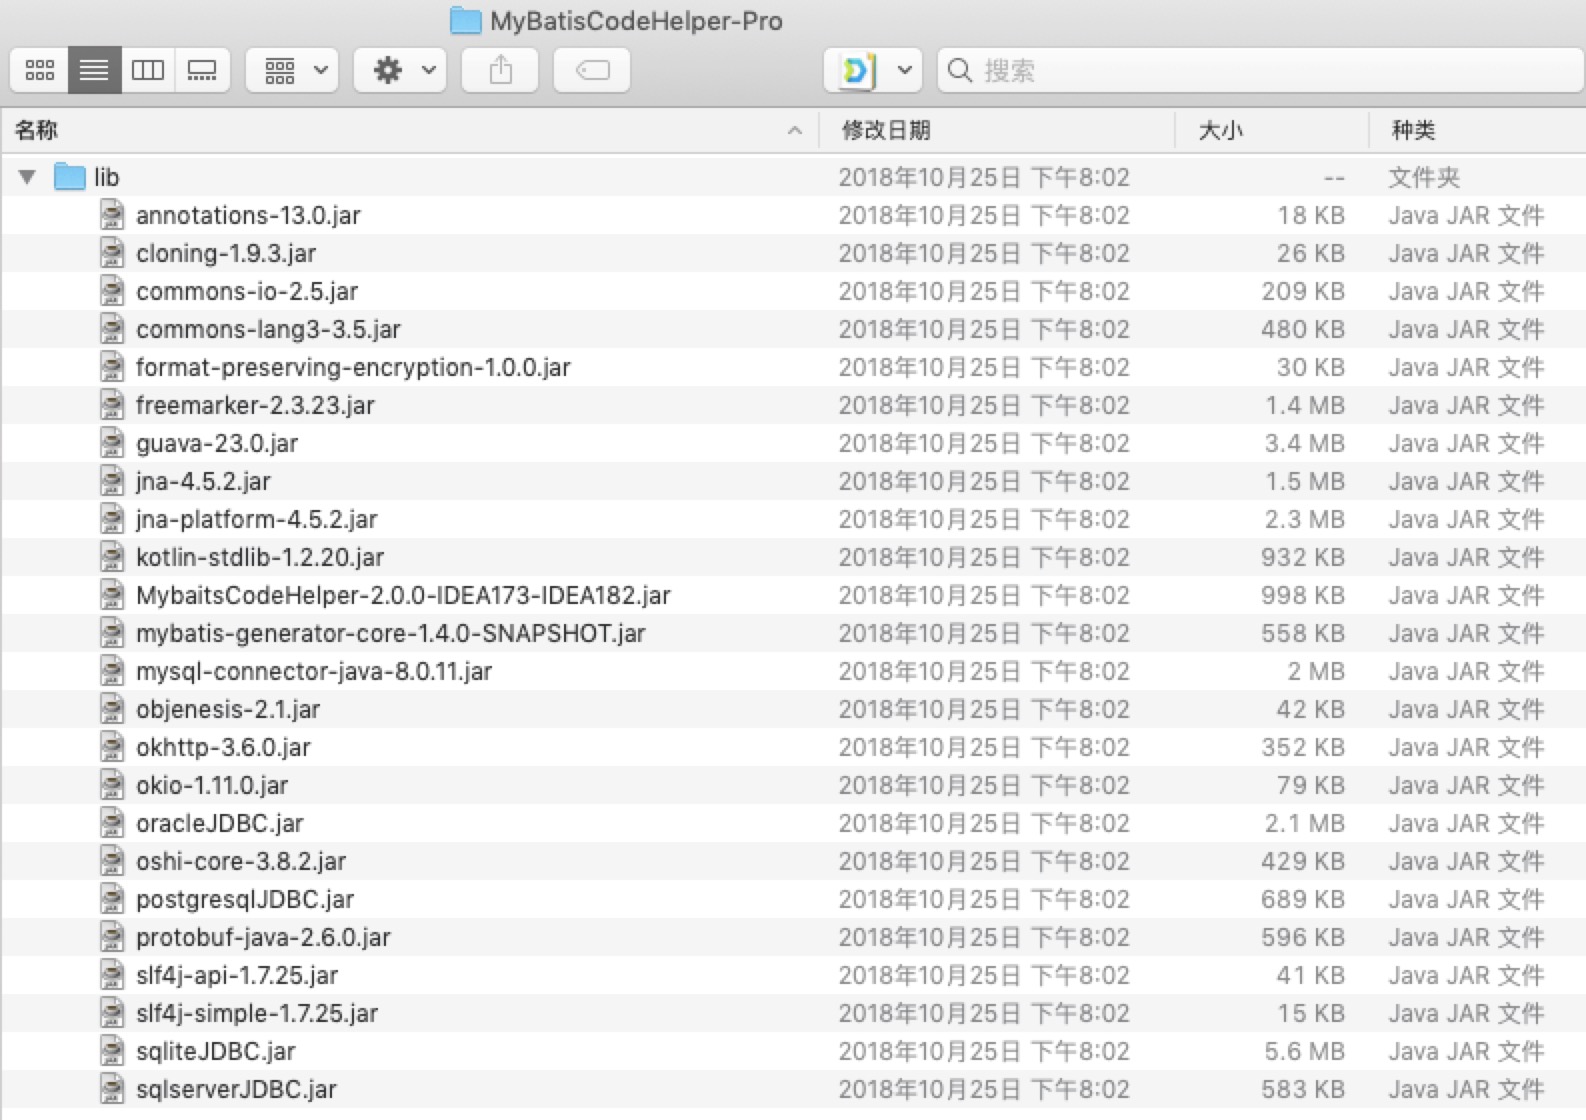 MyBatisCodeHelper-Pro
搜索
名称 修改日期 大小 种类
lib 2018年10月25日 下午8:02 -- 文件夹
annotations-13.0.jar 2018年10月25日 下午8:02 18 KB Java JAR 文件
cloning-1.9.3.jar 2018年10月25日 下午8:02 26 KB Java JAR 文件
commons-io-2.5.jar 2018年10月25日 下午8:02 209 KB Java JAR 文件
commons-lang3-3.5.jar 2018年10月25日 下午8:02 480 KB Java JAR 文件
format-preserving-encryption-1.0.0.jar 2018年10月25日 下午8:02 30 KB Java JAR 文件
freemarker-2.3.23.jar 2018年10月25日 下午8:02 1.4 MB Java JAR 文件
guava-23.0.jar 2018年10月25日 下午8:02 3.4 MB Java JAR 文件
jna-4.5.2.jar 2018年10月25日 下午8:02 1.5 MB Java JAR 文件
jna-platform-4.5.2.jar 2018年10月25日 下午8:02 2.3 MB Java JAR 文件
kotlin-stdlib-1.2.20.jar 2018年10月25日 下午8:02 932 KB Java JAR 文件
MybaitsCodeHelper-2.0.0-IDEA173-IDEA182.jar 2018年10月25日 下午8:02 998 KB Java JAR 文件
mybatis-generator-core-1.4.0-SNAPSHOT.jar 2018年10月25日 下午8:02 558 KB Java JAR 文件
mysql-connector-java-8.0.11.jar 2018年10月25日 下午8:02 2 MB Java JAR 文件
objenesis-2.1.jar 2018年10月25日 下午8:02 42 KB Java JAR 文件
okhttp-3.6.0.jar 2018年10月25日 下午8:02 352 KB Java JAR 文件
okio-1.11.0.jar 2018年10月25日 下午8:02 79 KB Java JAR 文件
oracleJDBC.jar 2018年10月25日 下午8:02 2.1 MB Java JAR 文件
oshi-core-3.8.2.jar 2018年10月25日 下午8:02 429 KB Java JAR 文件
postgresqlJDBC.jar 2018年10月25日 下午8:02 689 KB Java JAR 文件
protobuf-java-2.6.0.jar 2018年10月25日 下午8:02 596 KB Java JAR 文件
slf4j-api-1.7.25.jar 2018年10月25日 下午8:02 41 KB Java JAR 文件
slf4j-simple-1.7.25.jar 2018年10月25日 下午8:02 15 KB Java JAR 文件
sqliteJDBC.jar 2018年10月25日 下午8:02 5.6 MB Java JAR 文件
sqlserverJDBC.jar 2018年10月25日 下午8:02 583 KB Java JAR 文件